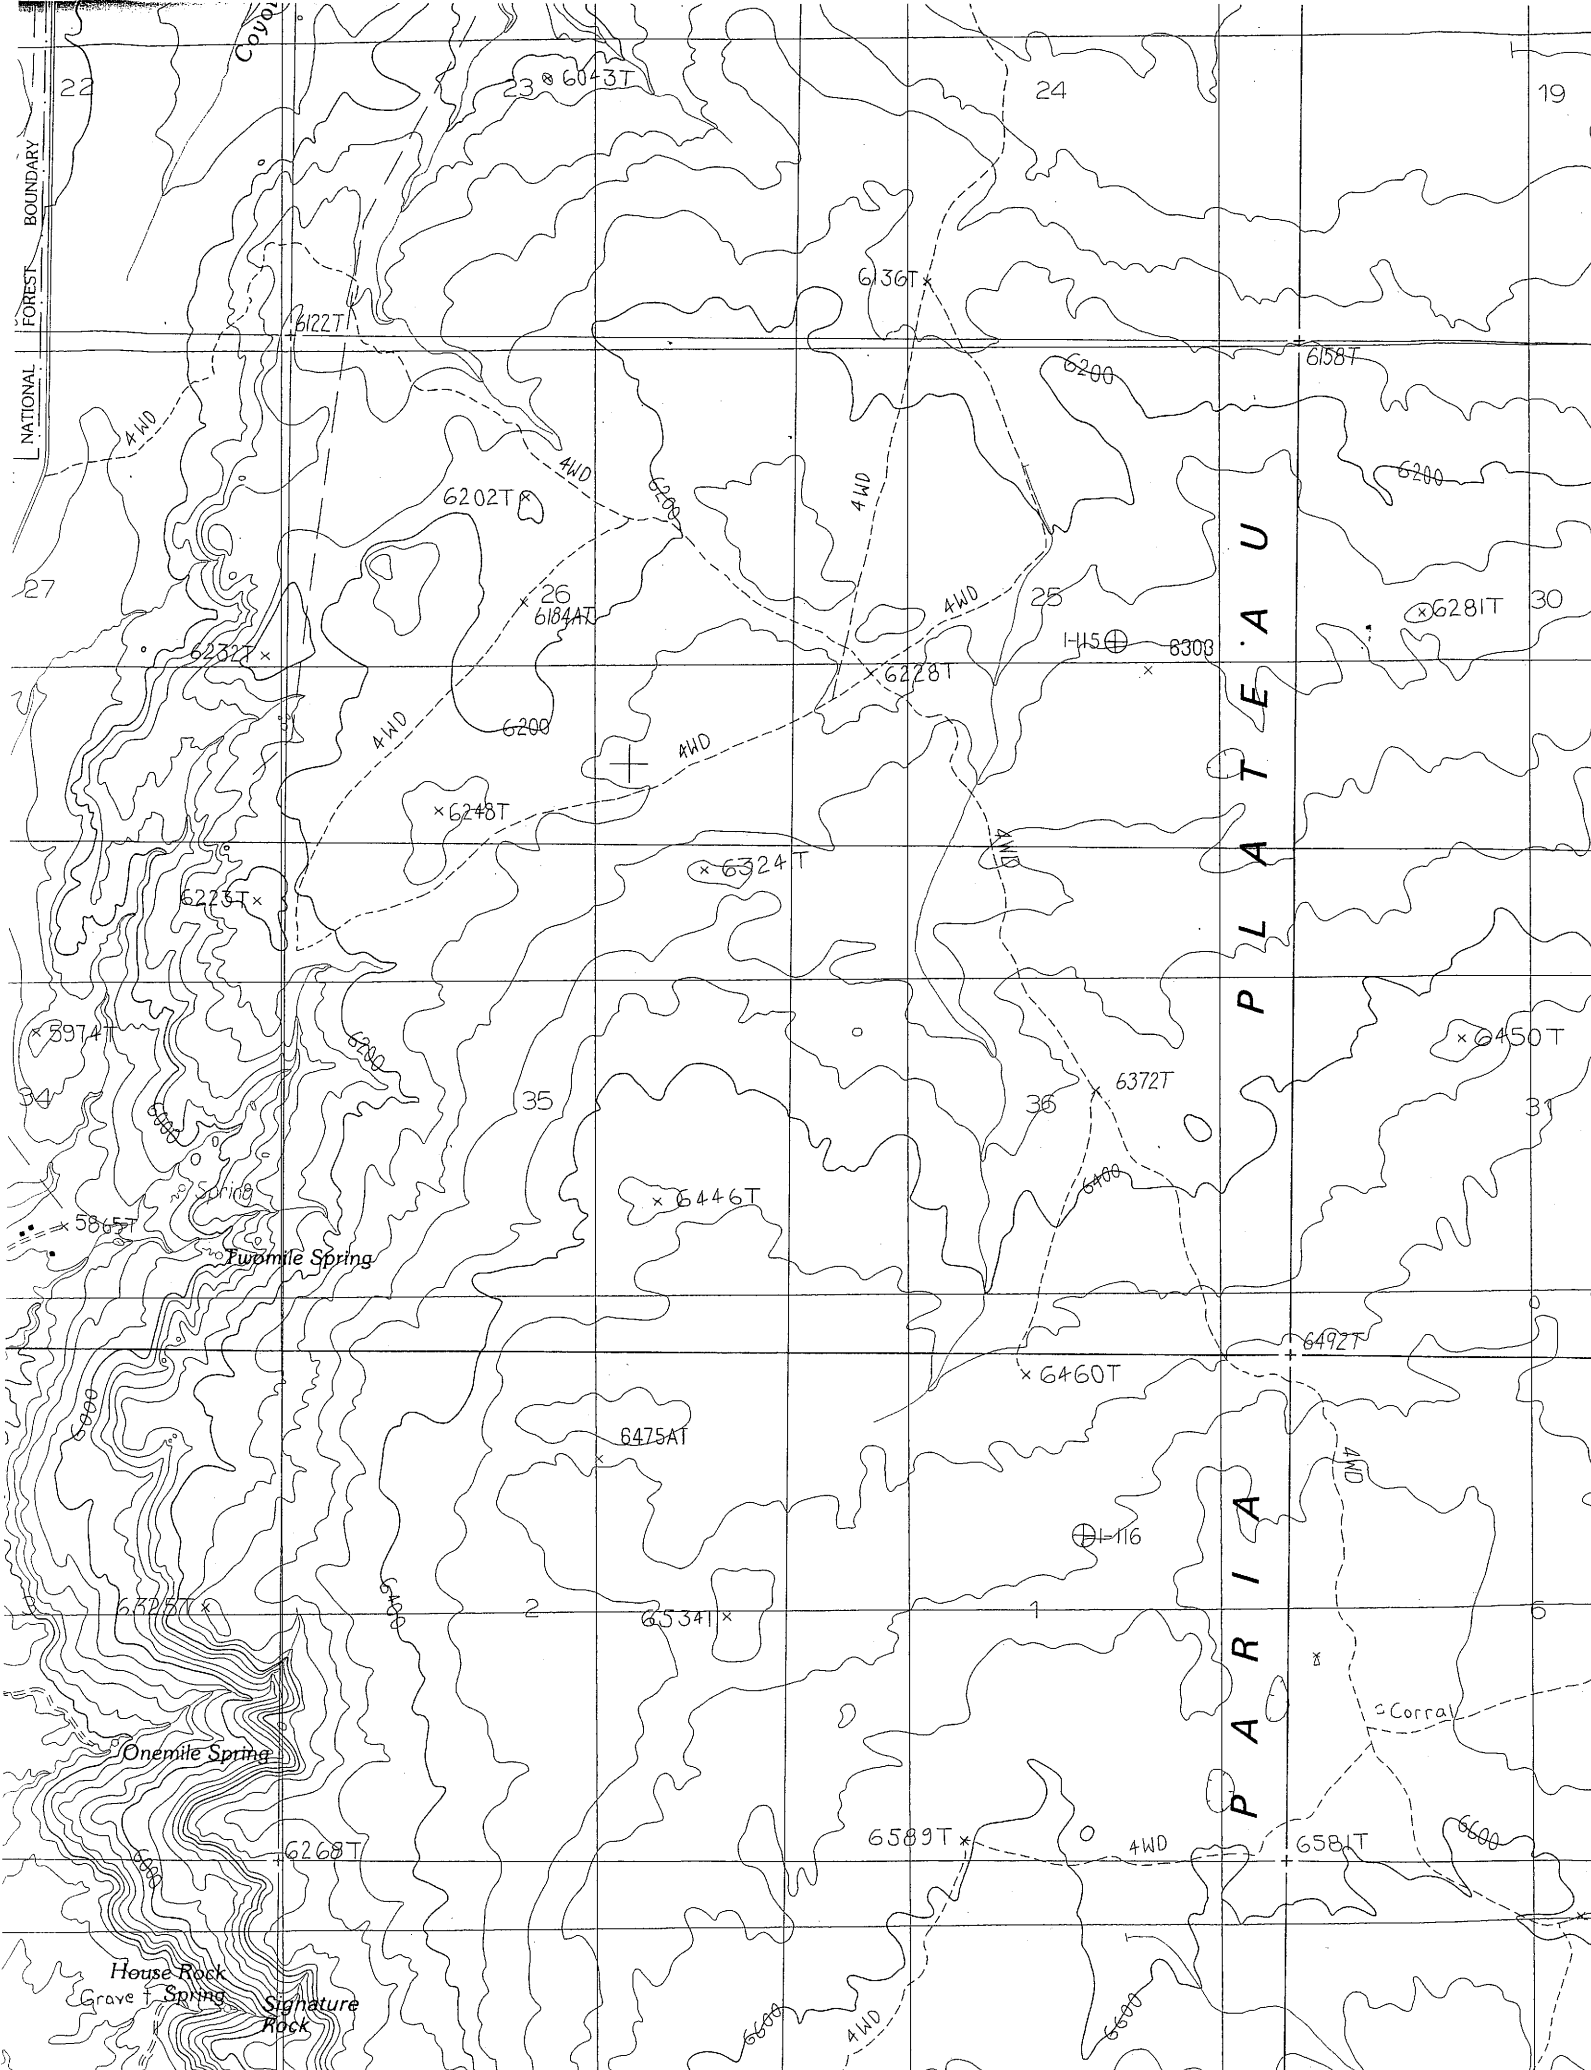 Coyo
22
23
6043T
24
19
NATIONAL FOREST BOUNDARY
6136T
6122T
6158T
6200
4WD
4WD
6200
6202T
6200
4WD
27
26
6184AT
4WD
25
6281T
30
I-115
6303
6232T
6228T
6200
4WD
4WD
6248T
4WD
6324T
6223T
5974T
6200
6450T
34
6000
35
6372T
36
31
Spring
6446T
6400
5865T
Twomile Spring
6492T
6460T
6000
6475AT
4WD
I-116
6325T
6400
2
6534T
1
6
PARIA PLATEAU
Corral
Onemile Spring
6589T
4WD
6581T
6600
6268T
6000
House Rock
Spring
Grave
Signature
Rock
6600
4WD
6600